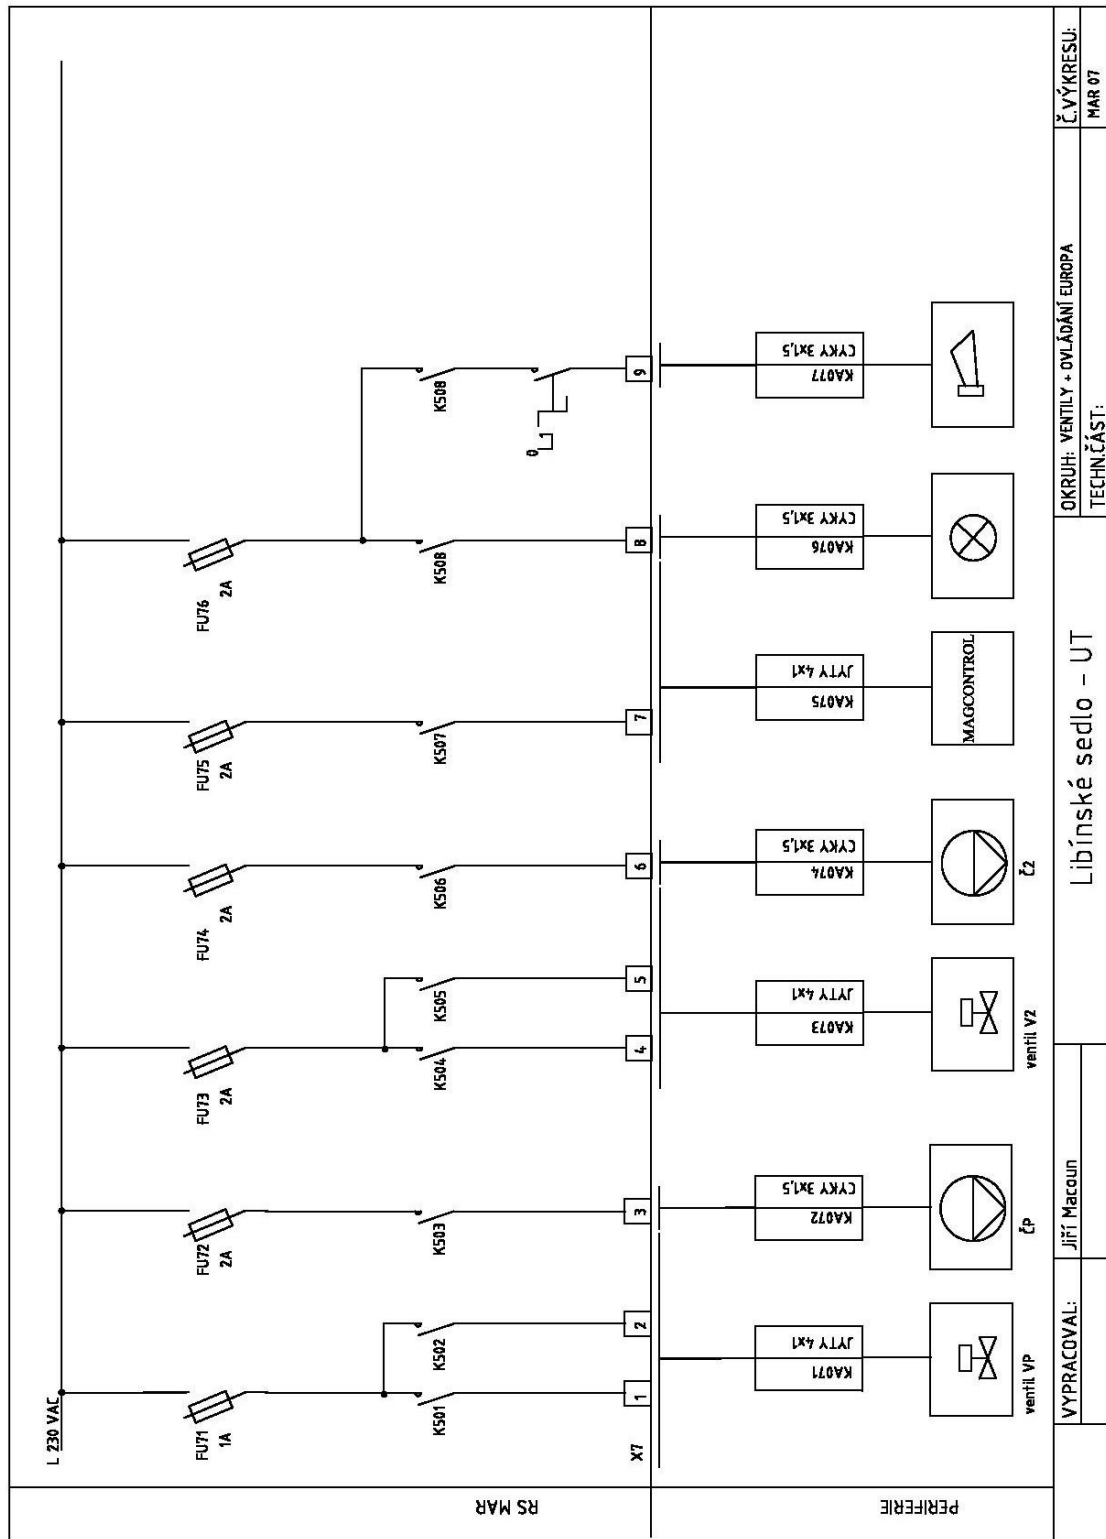 L 230 VAC
FU71
1A
FU72
2A
FU73
2A
FU74
2A
FU75
2A
FU76
2A
K501
K502
K503
K504
K505
K506
K507
K508
K508
0
1
X7
1
2
3
4
5
6
7
8
9
RS MAR
PERIFERIE
KA071
JYTY 4x1
KA072
CYKY 3x1,5
KA073
JYTY 4x1
KA074
CYKY 3x1,5
KA075
JYTY 4x1
KA076
CYKY 3x1,5
KA077
CYKY 3x1,5
MAGCONTROL
ventil VP
ČP
ventil V2
Č2
VYPRACOVAL:
Jiří Macoun
Libínské sedlo - UT
OKRUH: VENTILY + OVLÁDÁNÍ EUROPA
TECHN.ČÁST:
Č.VÝKRESU:
MAR 07